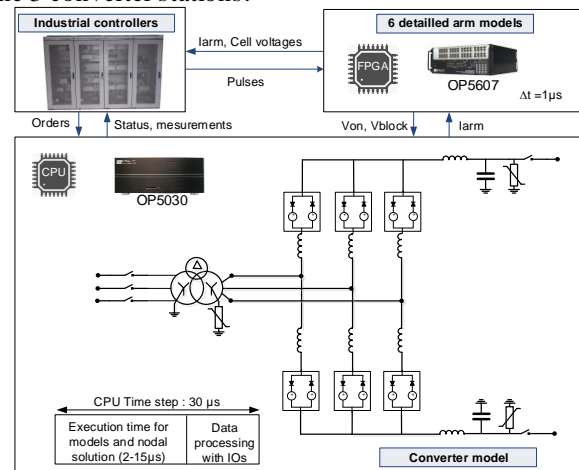 Industrial controllers
6 detailled arm models
Iarm, Cell voltages
Pulses
FPGA
OP5607
Δt =1µs
Orders
Status, mesurements
Von, Vblock
Iarm
CPU
OP5030
Δ
Y
Y
CPU Time step : 30 µs
Execution time for
models and nodal
solution (2-15µs)
Data
processing
with IOs
Converter model